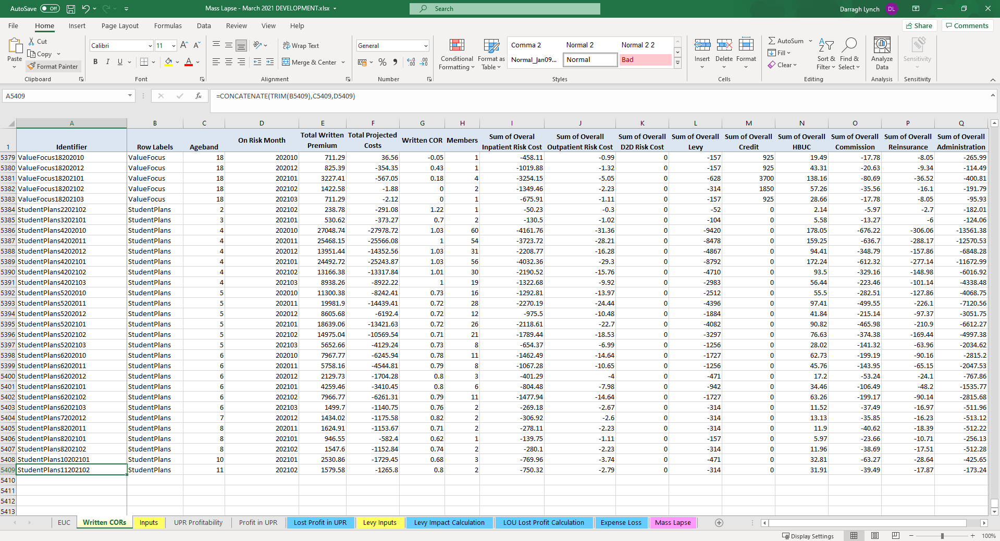 AutoSave Off Mass Lapse - March 2021 DEVELOPMENT.xlsx Search Darragh Lynch DL
File Home Insert Page Layout Formulas Data Review View Help Share Comments
Paste Cut Copy Format Painter Clipboard
Calibri 11 B I U Font
Wrap Text Merge & Center Alignment
General % Number
Conditional Formatting Format as Table Comma 2 Normal 2 Normal 2 2 Normal_Jan09... Normal Bad Styles
Insert Delete Format Cells
AutoSum Fill Clear Sort & Filter Find & Select Editing
Analyze Data Analysis
Sensitivity Sensitivity
A5409 fx =CONCATENATE(TRIM(B5409),C5409,D5409)
A B C D E F G H I J K L M N O P Q
1 Identifier Row Labels Ageband On Risk Month Total Written Premium Total Projected Costs Written COR Members Sum of Overal Inpatient Risk Cost Sum of Overall Outpatient Risk Cost Sum of Overall D2D Risk Cost Sum of Overall Levy Sum of Overall Credit Sum of Overall HBUC Sum of Overall Commission Sum of Overall Reinsurance Sum of Overall Administration
5379 ValueFocus18202010 ValueFocus 18 202010 711.29 36.56 -0.05 1 -458.11 -0.99 0 -157 925 19.49 -17.78 -8.05 -265.99
5380 ValueFocus18202012 ValueFocus 18 202012 825.39 -354.35 0.43 1 -1019.88 -1.32 0 -157 925 43.31 -20.63 -9.34 -114.49
5381 ValueFocus18202101 ValueFocus 18 202101 3227.41 -567.05 0.18 4 -3254.15 -5.05 0 -628 3700 138.16 -80.69 -36.52 -400.81
5382 ValueFocus18202102 ValueFocus 18 202102 1422.58 -1.88 0 2 -1349.46 -2.23 0 -314 1850 57.26 -35.56 -16.1 -191.79
5383 ValueFocus18202103 ValueFocus 18 202103 711.29 -2.12 0 1 -675.91 -1.11 0 -157 925 28.66 -17.78 -8.05 -95.93
5384 StudentPlans2202102 StudentPlans 2 202102 238.78 -291.08 1.22 1 -50.23 -0.3 0 -52 0 2.14 -5.97 -2.7 -182.01
5385 StudentPlans3202101 StudentPlans 3 202101 530.62 -373.27 0.7 2 -130.5 -1.02 0 -104 0 5.58 -13.27 -6 -124.06
5386 StudentPlans4202010 StudentPlans 4 202010 27048.74 -27978.72 1.03 60 -4161.76 -31.36 0 -9420 0 178.05 -676.22 -306.06 -13561.38
5387 StudentPlans4202011 StudentPlans 4 202011 25468.15 -25566.08 1 54 -3723.72 -28.21 0 -8478 0 159.25 -636.7 -288.17 -12570.53
5388 StudentPlans4202012 StudentPlans 4 202012 13951.44 -14352.56 1.03 31 -2208.77 -16.28 0 -4867 0 94.41 -348.79 -157.86 -6848.28
5389 StudentPlans4202101 StudentPlans 4 202101 24492.72 -25243.87 1.03 56 -4032.36 -29.3 0 -8792 0 172.24 -612.32 -277.14 -11672.99
5390 StudentPlans4202102 StudentPlans 4 202102 13166.38 -13317.84 1.01 30 -2190.52 -15.76 0 -4710 0 93.5 -329.16 -148.98 -6016.92
5391 StudentPlans4202103 StudentPlans 4 202103 8938.26 -8922.22 1 19 -1322.68 -9.92 0 -2983 0 56.44 -223.46 -101.14 -4338.48
5392 StudentPlans5202010 StudentPlans 5 202010 11300.38 -8242.41 0.73 16 -1292.81 -13.97 0 -2512 0 55.5 -282.51 -127.86 -4068.75
5393 StudentPlans5202011 StudentPlans 5 202011 19981.9 -14439.41 0.72 28 -2270.19 -24.44 0 -4396 0 97.41 -499.55 -226.1 -7120.56
5394 StudentPlans5202012 StudentPlans 5 202012 8605.68 -6192.4 0.72 12 -975.5 -10.48 0 -1884 0 41.84 -215.14 -97.37 -3051.75
5395 StudentPlans5202101 StudentPlans 5 202101 18639.06 -13421.63 0.72 26 -2118.61 -22.7 0 -4082 0 90.82 -465.98 -210.9 -6612.27
5396 StudentPlans5202102 StudentPlans 5 202102 14975.04 -10569.54 0.71 21 -1789.44 -18.53 0 -3297 0 76.63 -374.38 -169.44 -4997.38
5397 StudentPlans5202103 StudentPlans 5 202103 5652.66 -4129.24 0.73 8 -654.37 -6.99 0 -1256 0 28.02 -141.32 -63.96 -2034.62
5398 StudentPlans6202010 StudentPlans 6 202010 7967.77 -6245.94 0.78 11 -1462.49 -14.64 0 -1727 0 62.73 -199.19 -90.16 -2815.2
5399 StudentPlans6202011 StudentPlans 6 202011 5758.16 -4544.81 0.79 8 -1067.28 -10.65 0 -1256 0 45.76 -143.95 -65.15 -2047.53
5400 StudentPlans6202012 StudentPlans 6 202012 2129.73 -1704.28 0.8 3 -401.29 -4 0 -471 0 17.2 -53.24 -24.1 -767.86
5401 StudentPlans6202101 StudentPlans 6 202101 4259.46 -3410.45 0.8 6 -804.48 -7.98 0 -942 0 34.46 -106.49 -48.2 -1535.77
5402 StudentPlans6202102 StudentPlans 6 202102 7966.77 -6261.31 0.79 11 -1477.94 -14.64 0 -1727 0 63.26 -199.17 -90.14 -2815.68
5403 StudentPlans6202103 StudentPlans 6 202103 1499.7 -1140.75 0.76 2 -269.18 -2.67 0 -314 0 11.52 -37.49 -16.97 -511.96
5404 StudentPlans7202012 StudentPlans 7 202012 1434.02 -1175.58 0.82 2 -306.92 -2.6 0 -314 0 13.13 -35.85 -16.23 -513.12
5405 StudentPlans8202011 StudentPlans 8 202011 1624.91 -1153.67 0.71 2 -278.11 -2.23 0 -314 0 11.9 -40.62 -18.39 -512.22
5406 StudentPlans8202101 StudentPlans 8 202101 946.55 -582.4 0.62 1 -139.75 -1.11 0 -157 0 5.97 -23.66 -10.71 -256.13
5407 StudentPlans8202102 StudentPlans 8 202102 1547.6 -1152.84 0.74 2 -280.1 -2.23 0 -314 0 11.96 -38.69 -17.51 -512.28
5408 StudentPlans10202101 StudentPlans 10 202101 2530.86 -1729.45 0.68 3 -769.96 -3.74 0 -471 0 32.81 -63.27 -28.64 -425.65
5409 StudentPlans11202102 StudentPlans 11 202102 1579.58 -1265.8 0.8 2 -750.32 -2.79 0 -314 0 31.91 -39.49 -17.87 -173.24
5410
5411
5412
5413
EUC Written CORs Inputs UPR Profitability Profit in UPR Lost Profit in UPR Levy Inputs Levy Impact Calculation LOU Lost Profit Calculation Expense Loss Mass Lapse
Display Settings 100%